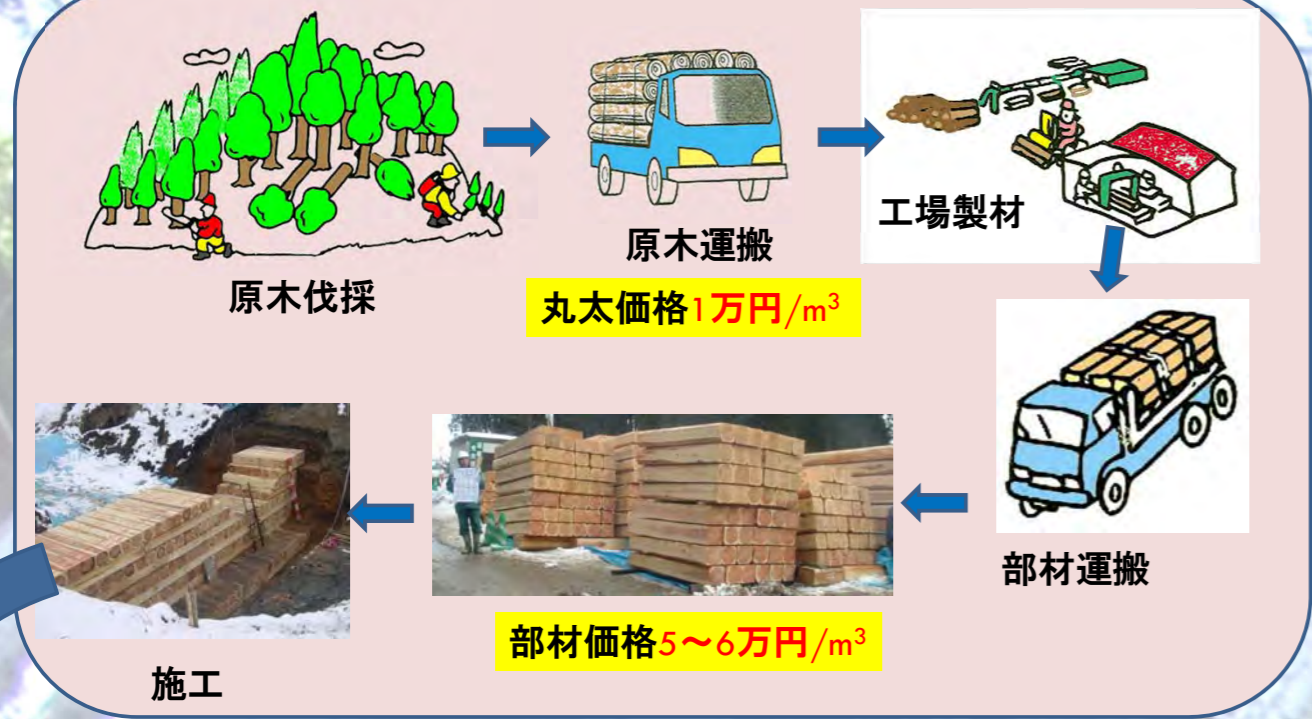 原木伐採
原木運搬
丸太価格1万円/m³
工場製材
部材運搬
部材価格5～6万円/m³
施工